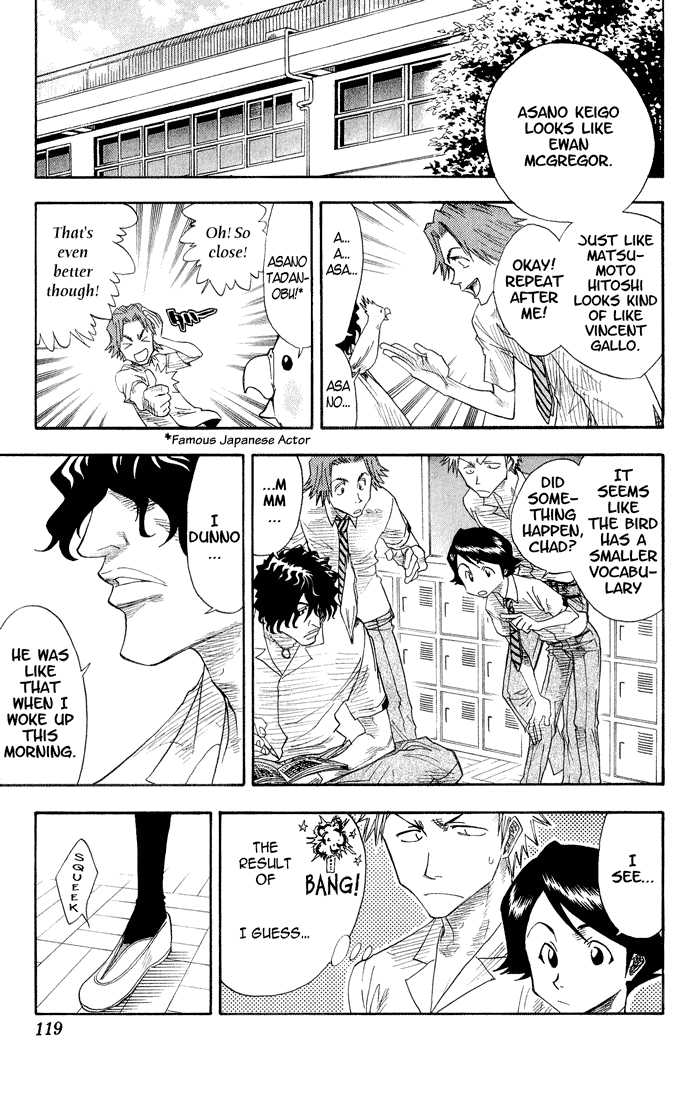 ASANO KEIGO
LOOKS LIKE
EWAN
MCGREGOR.
JUST LIKE
MATSU-
MOTO
HITOSHI
LOOKS KIND
OF LIKE
VINCENT
GALLO.
OKAY!
REPEAT
AFTER
ME!
A...
A...
ASA...
ASA
NO...
ASANO
TADAN-
OBU!*
Oh! So
close!
That's
even
better
though!
*Famous Japanese Actor
IT
SEEMS
LIKE
THE BIRD
HAS A
SMALLER
VOCABU-
LARY
DID
SOME-
THING
HAPPEN,
CHAD?
...M
MM
...
I
DUNNO
HE WAS
LIKE
THAT WHEN I
WOKE UP
THIS
MORNING.
I
SEE...
THE
RESULT
OF
BANG!
I GUESS...
SQUEEK
119